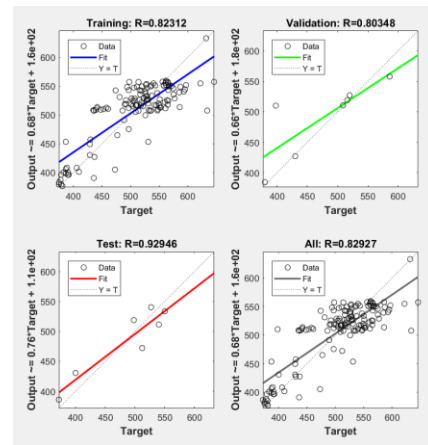 Training: R=0.82312
Output ~= 0.68*Target + 1.6e+02
600
550
500
450
400
Data
Fit
Y = T
400 450 500 550 600
Target
Validation: R=0.80348
Output ~= 0.66*Target + 1.8e+02
600
550
500
450
400
Data
Fit
Y = T
400 450 500 550 600
Target
Test: R=0.92946
Output ~= 0.76*Target + 1.1e+02
600
550
500
450
400
Data
Fit
Y = T
400 450 500 550 600
Target
All: R=0.82927
Output ~= 0.68*Target + 1.6e+02
600
550
500
450
400
Data
Fit
Y = T
400 450 500 550 600
Target